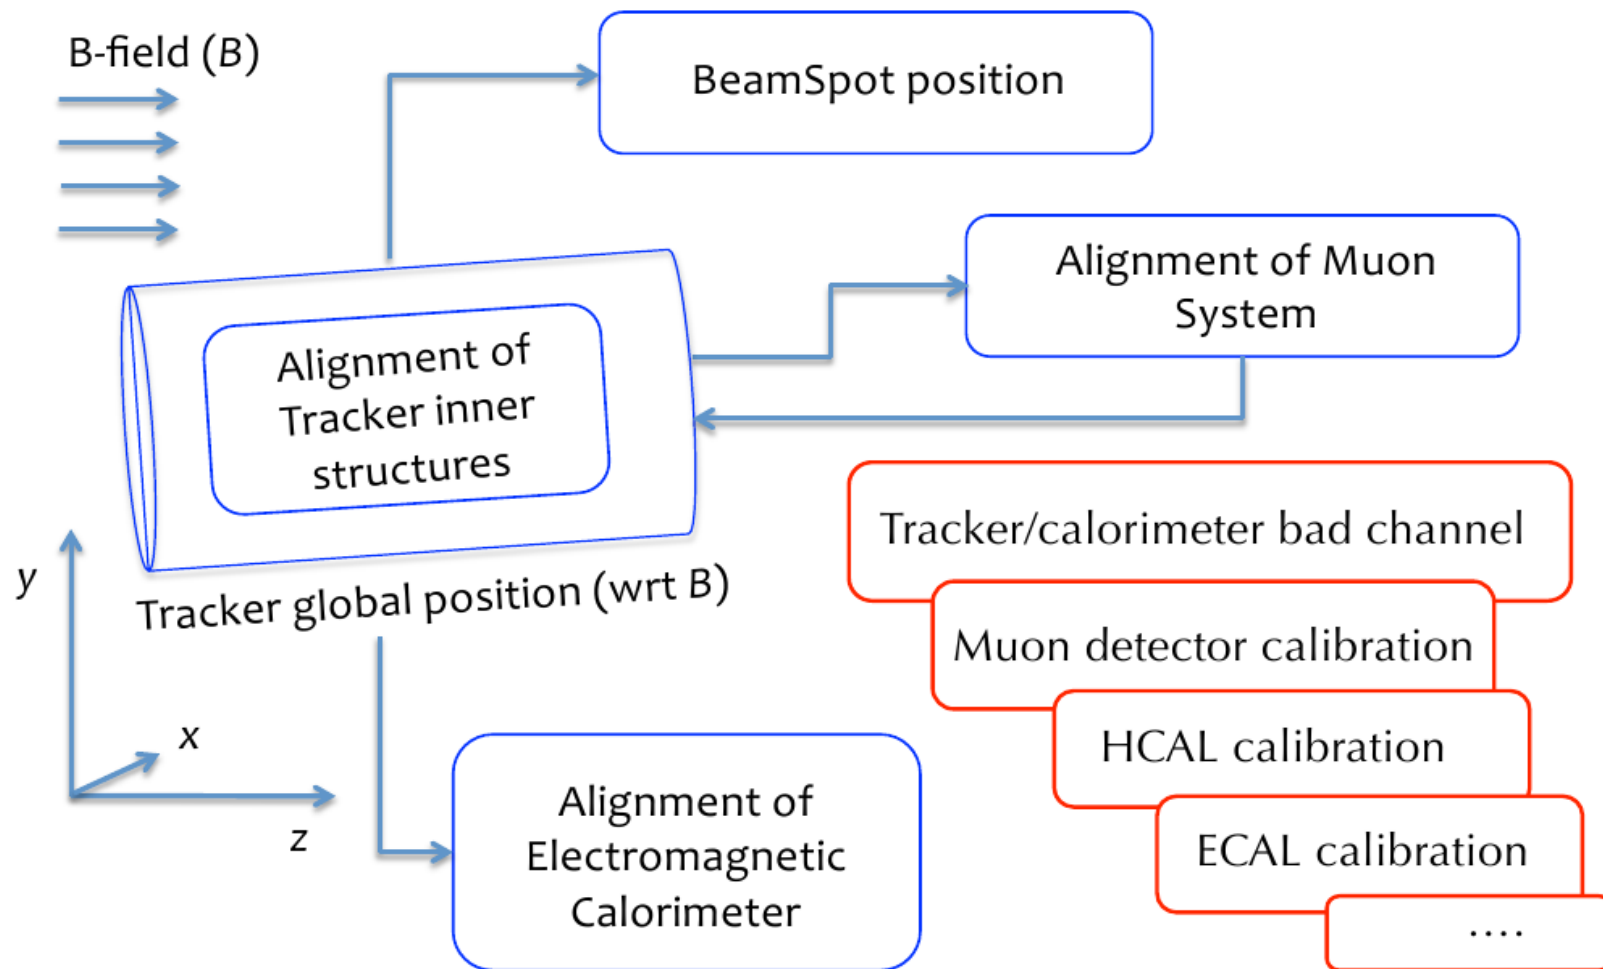 B-field (B)
BeamSpot position
Alignment of Muon
System
Alignment of
Tracker inner
structures
Tracker global position (wrt B)
y
x
z
Alignment of
Electromagnetic
Calorimeter
Tracker/calorimeter bad channel
Muon detector calibration
HCAL calibration
ECAL calibration
....